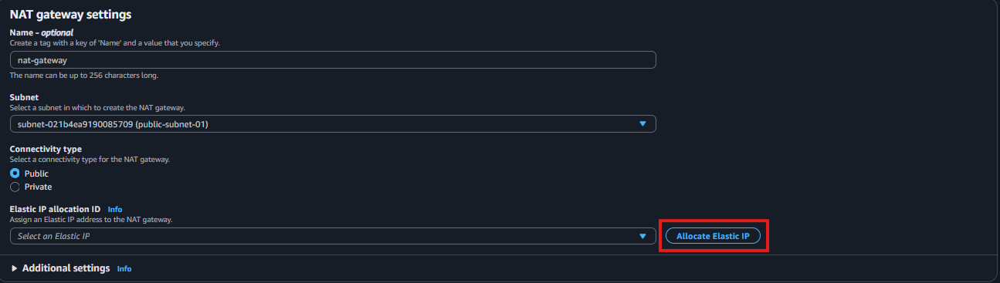 NAT gateway settings
Name - optional
Create a tag with a key of 'Name' and a value that you specify.
nat-gateway
The name can be up to 256 characters long.
Subnet
Select a subnet in which to create the NAT gateway.
subnet-021b4ea9190085709 (public-subnet-01)
Connectivity type
Select a connectivity type for the NAT gateway.
Public
Private
Elastic IP allocation ID Info
Assign an Elastic IP address to the NAT gateway.
Select an Elastic IP
Allocate Elastic IP
Additional settings Info